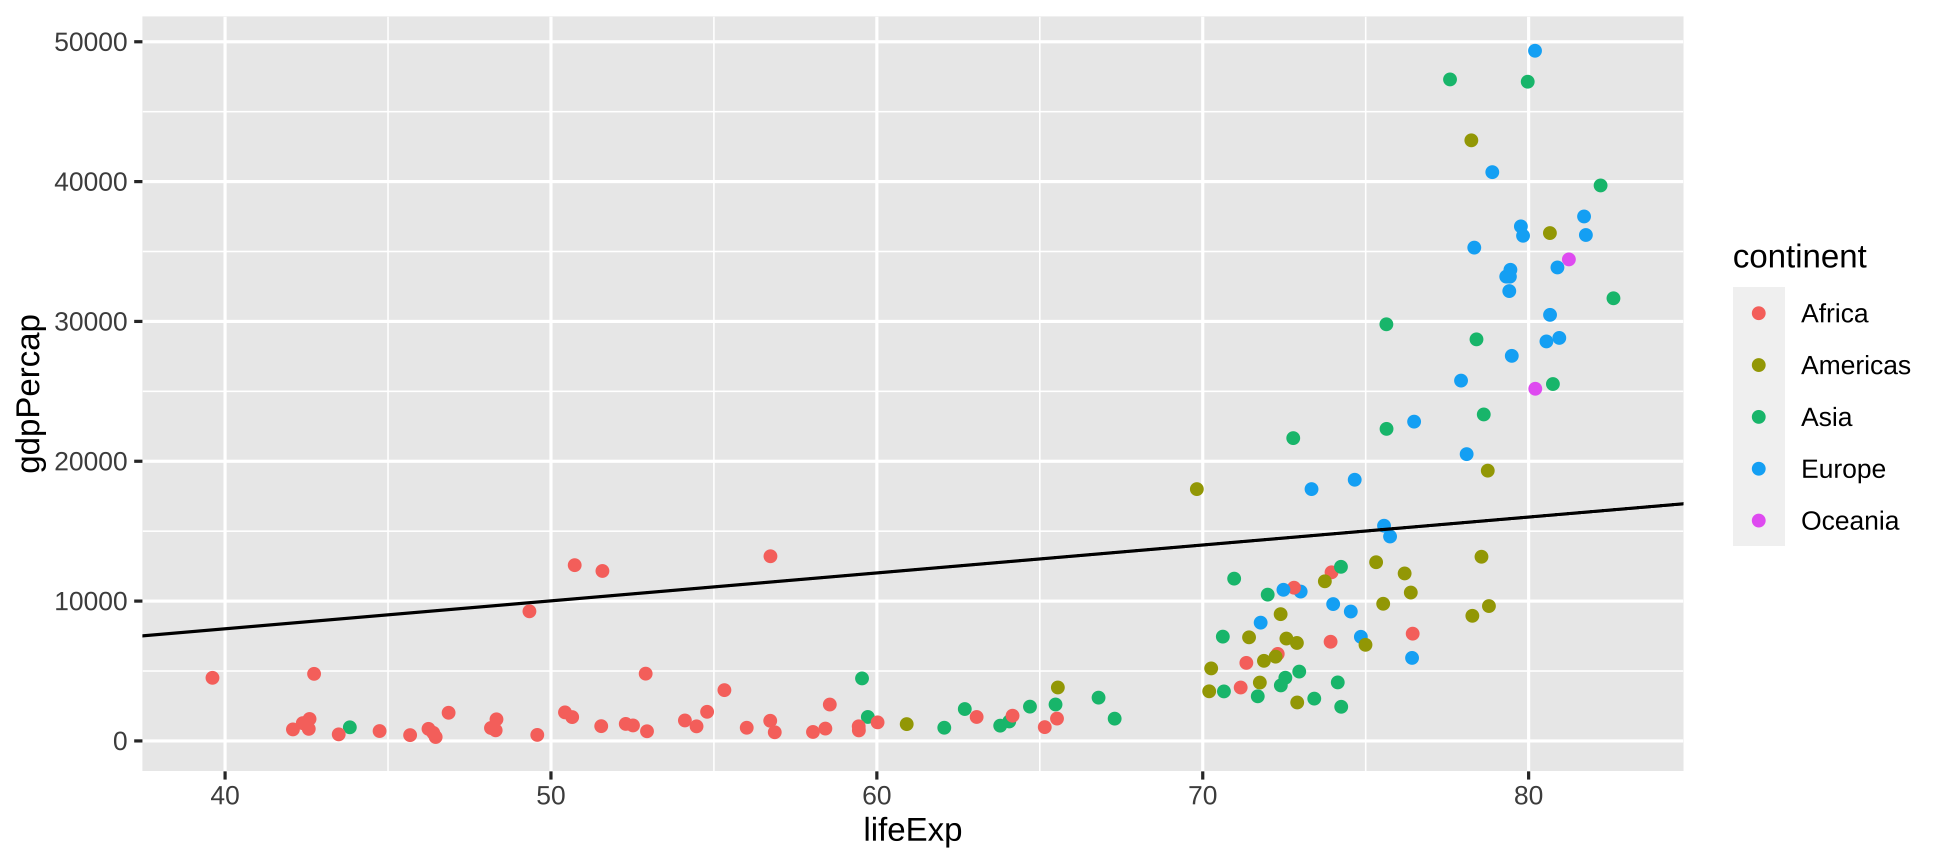 50000
40000
30000
20000
10000
0
gdpPercap
40 50 60 70 80
lifeExp
continent
Africa
Americas
Asia
Europe
Oceania